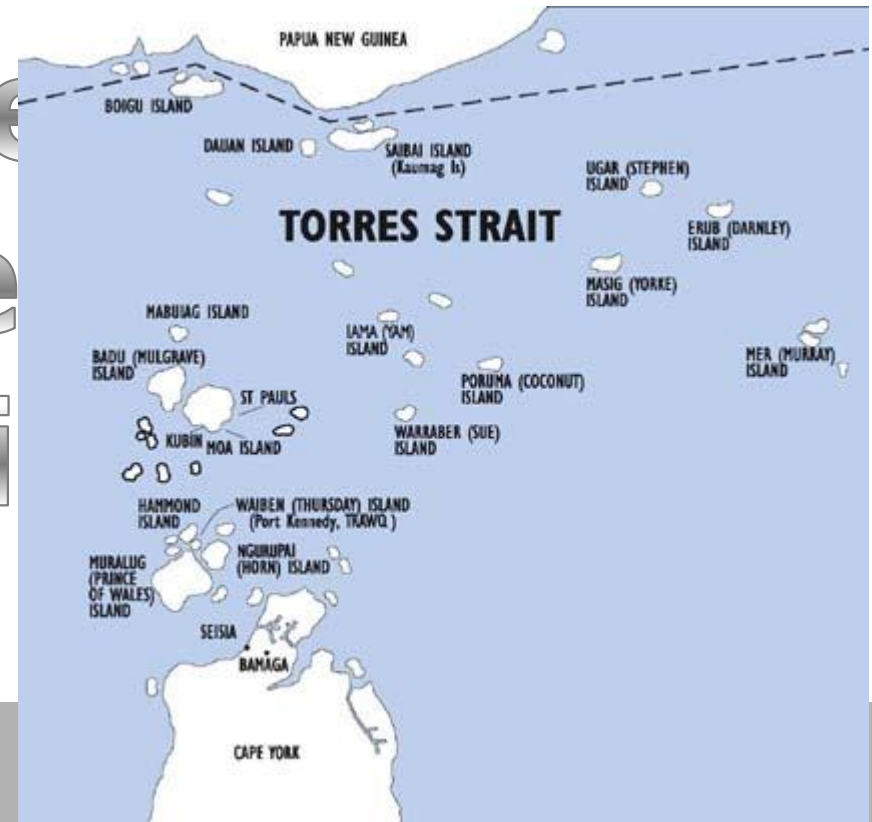 PAPUA NEW GUINEA
BOIGU ISLAND
DAUAN ISLAND
SAIBAI ISLAND
(Kaumag Is)
UGAR (STEPHEN)
ISLAND
TORRES STRAIT
ERUB (DARNLEY)
ISLAND
MASIG (YORKE)
ISLAND
MABUIAG ISLAND
IAMA (YAM)
ISLAND
BADU (MULGRAVE)
ISLAND
MER (MURRAY)
ISLAND
PORUMA (COCONUT)
ISLAND
ST PAULS
KUBIN
MOA ISLAND
WARRABER (SUE)
ISLAND
HAMMOND
ISLAND
WAIBEN (THURSDAY) ISLAND
(Port Kennedy, TRAWQ )
NGURUPAI
(HORN) ISLAND
MURALUG
(PRINCE
OF WALES)
ISLAND
SEISIA
BAMAGA
CAPE YORK